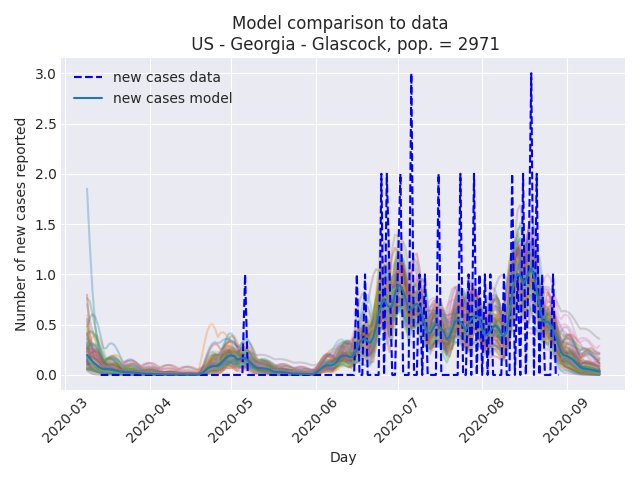 Model comparison to data
US - Georgia - Glascock, pop. = 2971
new cases data
new cases model
Number of new cases reported
3.0
2.5
2.0
1.5
1.0
0.5
0.0
2020-03
2020-04
2020-05
2020-06
2020-07
2020-08
2020-09
Day